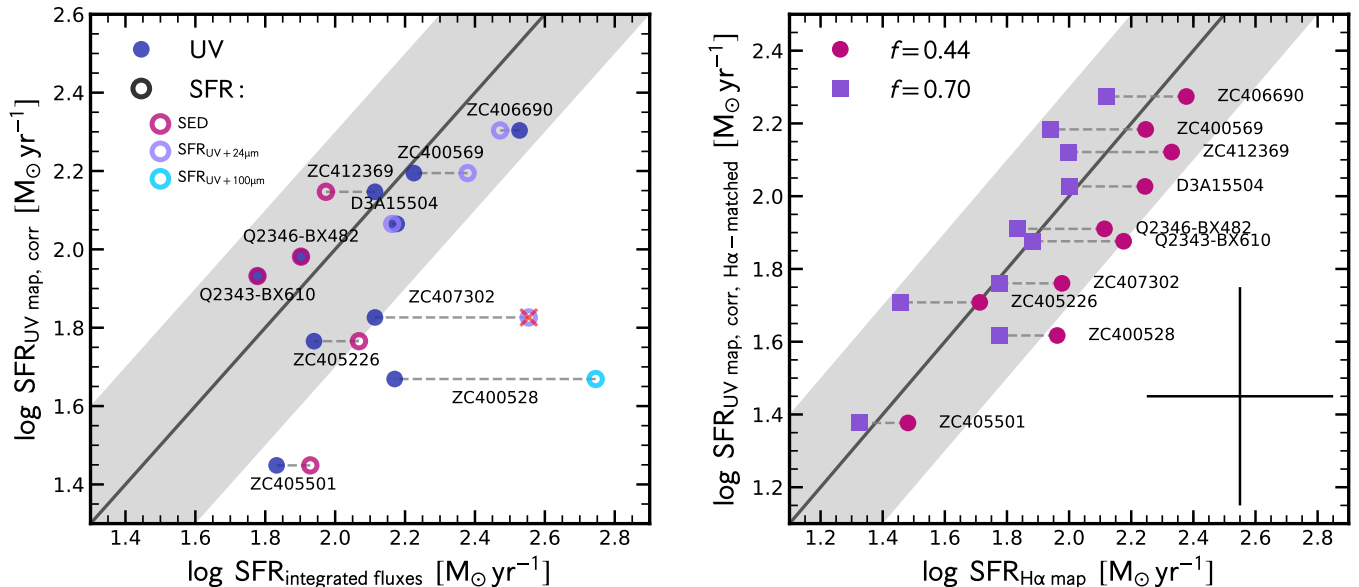 log SFR_UV map, corr [M⊙ yr⁻¹]
2.6
2.4
2.2
2.0
1.8
1.6
1.4
UV
SFR :
SED
SFR_UV+24μm
SFR_UV+100μm
ZC406690
ZC400569
ZC412369
D3A15504
Q2346-BX482
Q2343-BX610
ZC407302
ZC405226
ZC400528
ZC405501
1.4 1.6 1.8 2.0 2.2 2.4 2.6 2.8
log SFR_integrated fluxes [M⊙ yr⁻¹]
log SFR_UV map, corr, Hα−matched [M⊙ yr⁻¹]
2.4
2.2
2.0
1.8
1.6
1.4
1.2
f=0.44
f=0.70
ZC406690
ZC400569
ZC412369
D3A15504
Q2346-BX482
Q2343-BX610
ZC407302
ZC405226
ZC400528
ZC405501
1.2 1.4 1.6 1.8 2.0 2.2 2.4 2.6 2.8
log SFR_Hα map [M⊙ yr⁻¹]